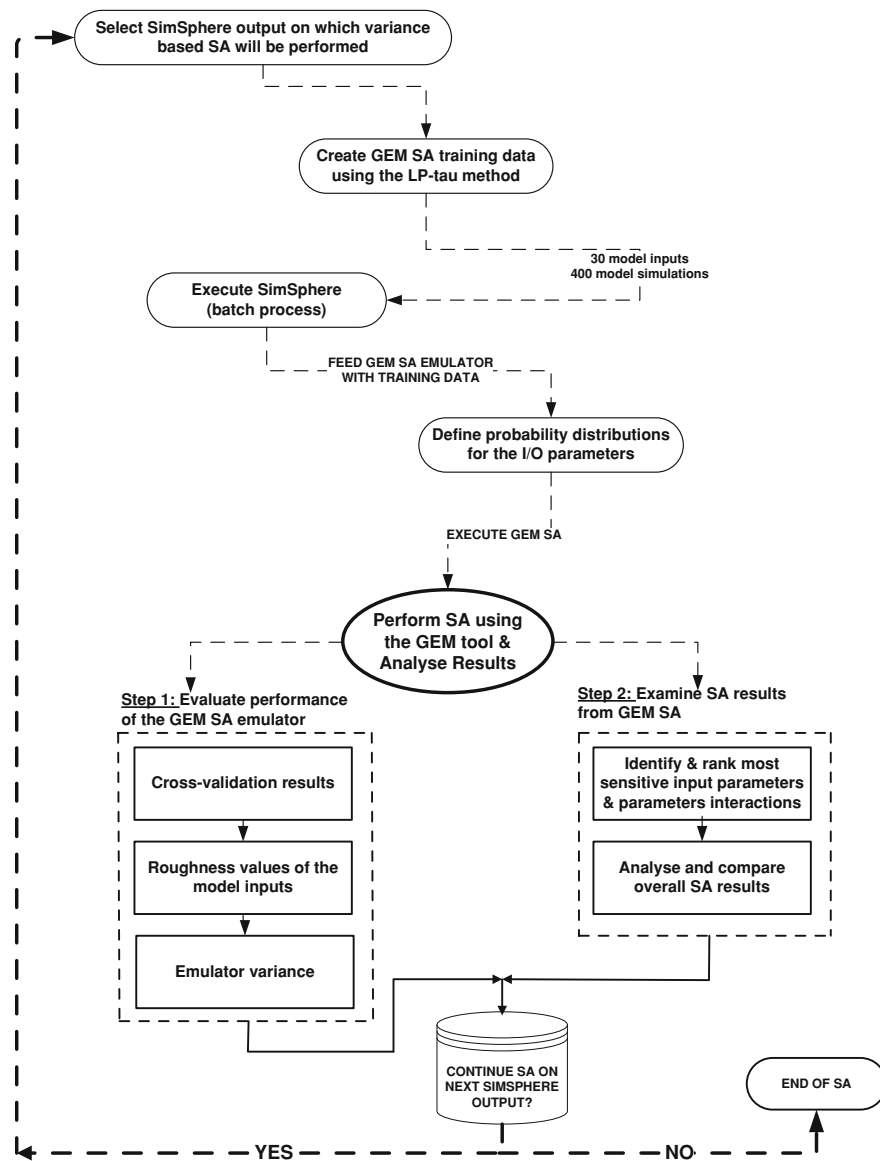 Select SimSphere output on which variance
based SA will be performed
Create GEM SA training data
using the LP-tau method
30 model inputs
400 model simulations
Execute SimSphere
(batch process)
FEED GEM SA EMULATOR
WITH TRAINING DATA
Define probability distributions
for the I/O parameters
EXECUTE GEM SA
Perform SA using
the GEM tool &
Analyse Results
Step 1: Evaluate performance
of the GEM SA emulator
Cross-validation results
Roughness values of the
model inputs
Emulator variance
Step 2: Examine SA results
from GEM SA
Identify & rank most
sensitive input parameters
& parameters interactions
Analyse and compare
overall SA results
CONTINUE SA ON
NEXT SIMSPHERE
OUTPUT?
END OF SA
YES
NO